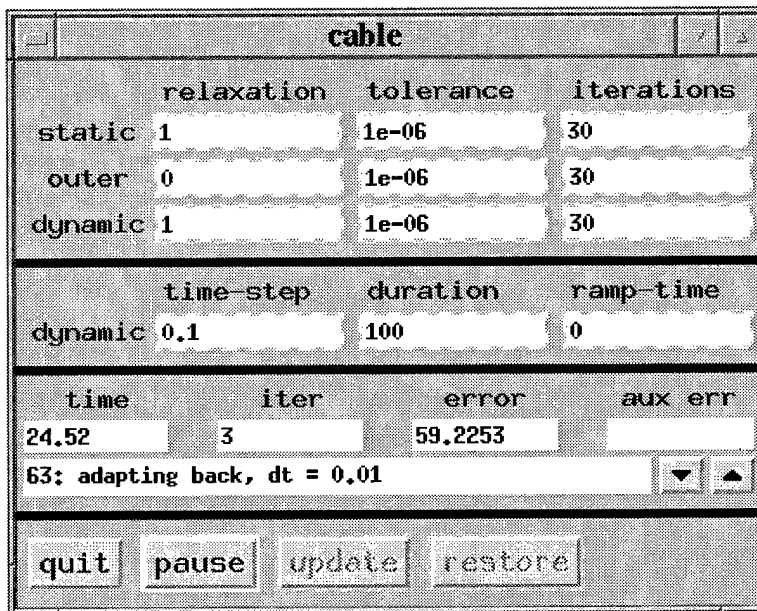 cable
relaxation tolerance iterations
static 1 1e-06 30
outer 0 1e-06 30
dynamic 1 1e-06 30
time-step duration ramp-time
dynamic 0.1 100 0
time iter error aux err
24.52 3 59.2253
63: adapting back, dt = 0.01
quit pause update restore